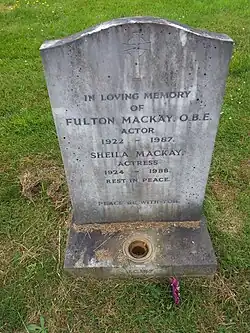 IN LOVING MEMORY
OF
FULTON MACKAY, O.B.E.
ACTOR
1922 - 1987.
SHEILA MACKAY,
ACTRESS
1924 - 1988
REST IN PEACE
PEACE BE WITH YOU